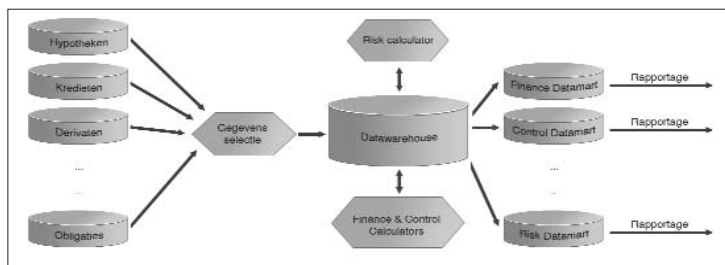 Hypotheken
Kredieten
Derivaten
...
...
Obligaties
Gegevens
selectie
Risk calculator
Datawarehouse
Finance & Control
Calculators
Finance Datamart
Control Datamart
...
...
Risk Datamart
Rapportage
Rapportage
Rapportage